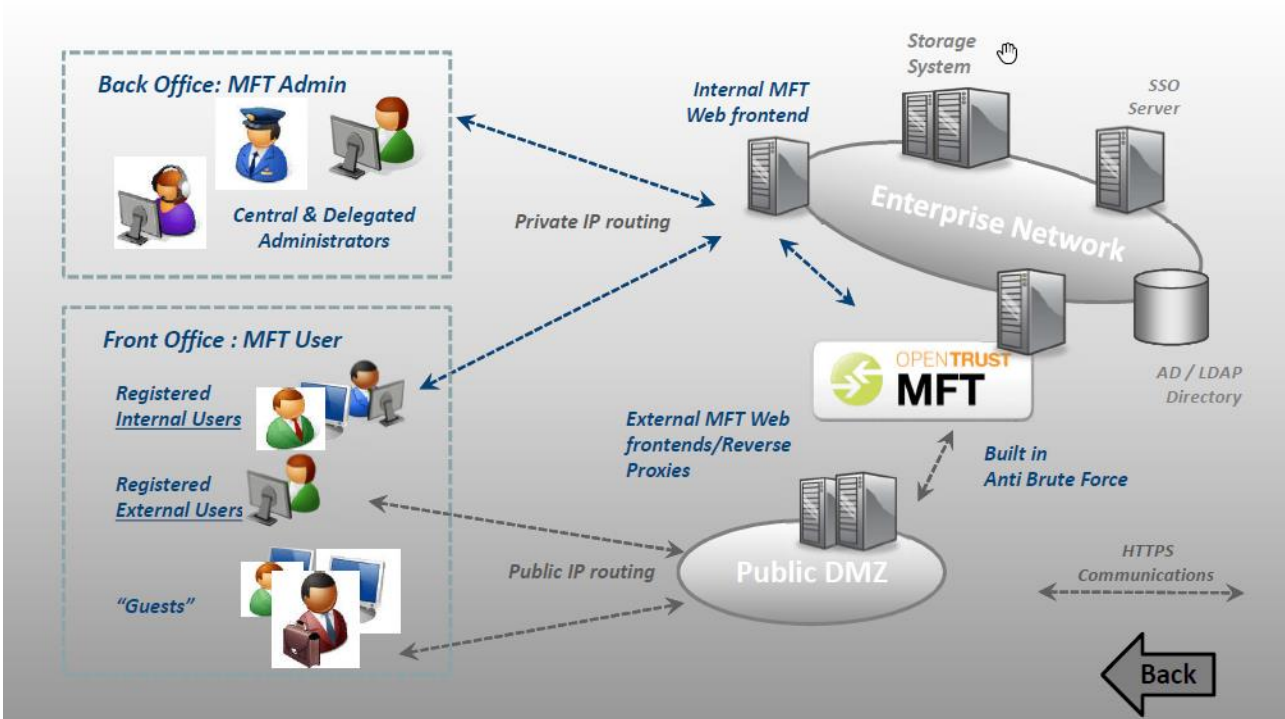 Back Office: MFT Admin
Central & Delegated
Administrators
Front Office : MFT User
Registered
Internal Users
Registered
External Users
“Guests”
Private IP routing
Public IP routing
Internal MFT
Web frontend
Storage
System
SSO
Server
Enterprise Network
OPENTRUST
MFT
AD / LDAP
Directory
External MFT Web
frontends/Reverse
Proxies
Built in
Anti Brute Force
Public DMZ
HTTPS
Communications
Back